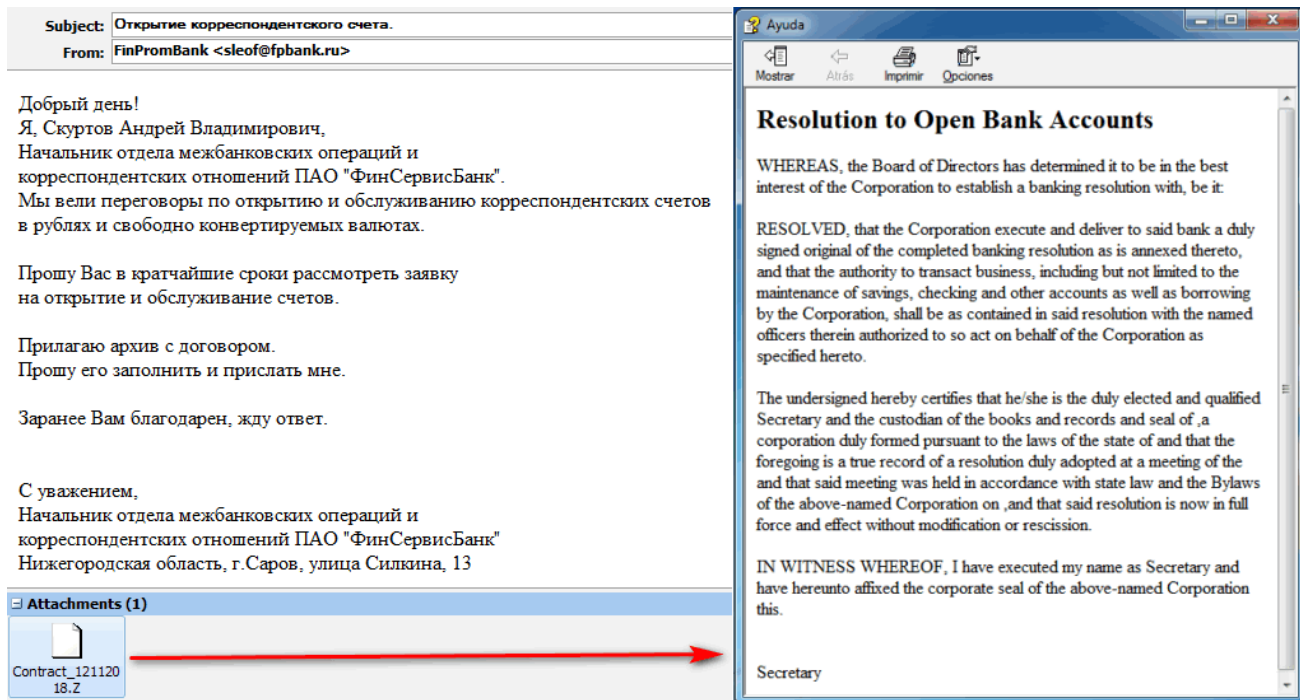 Subject: Открытие корреспондентского счета.
From: FinPromBank <sleof@fpbank.ru>
Добрый день!
Я, Скуртов Андрей Владимирович,
Начальник отдела межбанковских операций и
корреспондентских отношений ПАО "ФинСервисБанк".
Мы вели переговоры по открытию и обслуживанию корреспондентских счетов
в рублях и свободно конвертируемых валютах.
Прошу Вас в кратчайшие сроки рассмотреть заявку
на открытие и обслуживание счетов.
Прилагаю архив с договором.
Прошу его заполнить и прислать мне.
Заранее Вам благодарен, жду ответ.
С уважением,
Начальник отдела межбанковских операций и
корреспондентских отношений ПАО "ФинСервисБанк"
Нижегородская область, г.Саров, улица Силкина, 13
Attachments (1)
Contract_121120
18.Z
Ayuda
Mostrar Atrás Imprimir Opciones
Resolution to Open Bank Accounts
WHEREAS, the Board of Directors has determined it to be in the best
interest of the Corporation to establish a banking resolution with, be it:
RESOLVED, that the Corporation execute and deliver to said bank a duly
signed original of the completed banking resolution as is annexed thereto,
and that the authority to transact business, including but not limited to the
maintenance of savings, checking and other accounts as well as borrowing
by the Corporation, shall be as contained in said resolution with the named
officers therein authorized to so act on behalf of the Corporation as
specified hereto.
The undersigned hereby certifies that he/she is the duly elected and qualified
Secretary and the custodian of the books and records and seal of ,a
corporation duly formed pursuant to the laws of the state of and that the
foregoing is a true record of a resolution duly adopted at a meeting of the
and that said meeting was held in accordance with state law and the Bylaws
of the above-named Corporation on ,and that said resolution is now in full
force and effect without modification or rescission.
IN WITNESS WHEREOF, I have executed my name as Secretary and
have hereunto affixed the corporate seal of the above-named Corporation
this.
Secretary